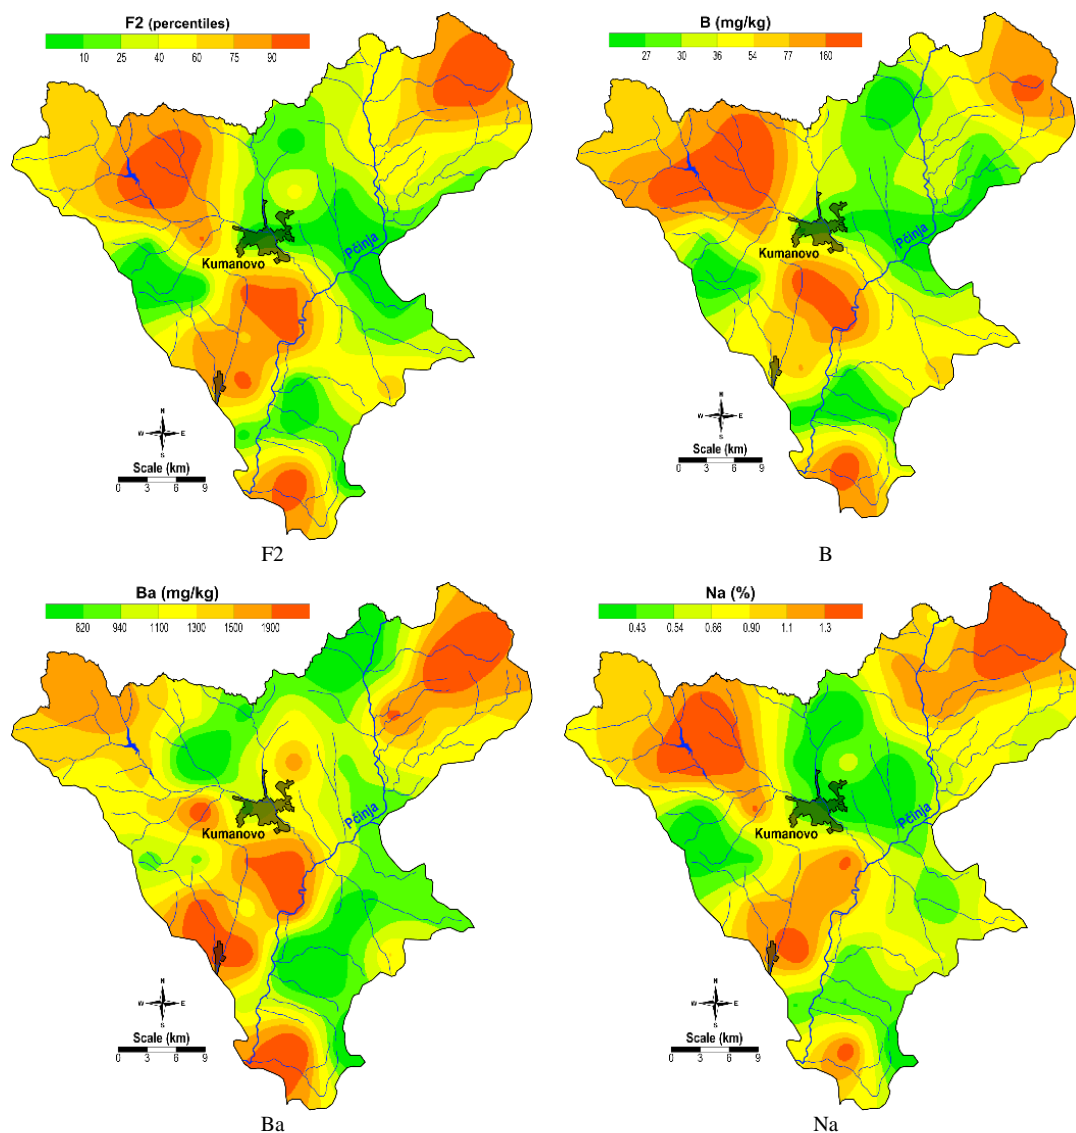 F2 (percentiles)
10 25 40 60 75 90
Kumanovo
Pčinja
N
W E
S
Scale (km)
0 3 6 9
F2
B (mg/kg)
27 30 36 54 77 160
Kumanovo
Pčinja
N
W E
S
Scale (km)
0 3 6 9
B
Ba (mg/kg)
620 940 1100 1300 1500 1900
Kumanovo
Pčinja
N
W E
S
Scale (km)
0 3 6 9
Ba
Na (%)
0.43 0.54 0.66 0.90 1.1 1.3
Kumanovo
Pčinja
N
W E
S
Scale (km)
0 3 6 9
Na